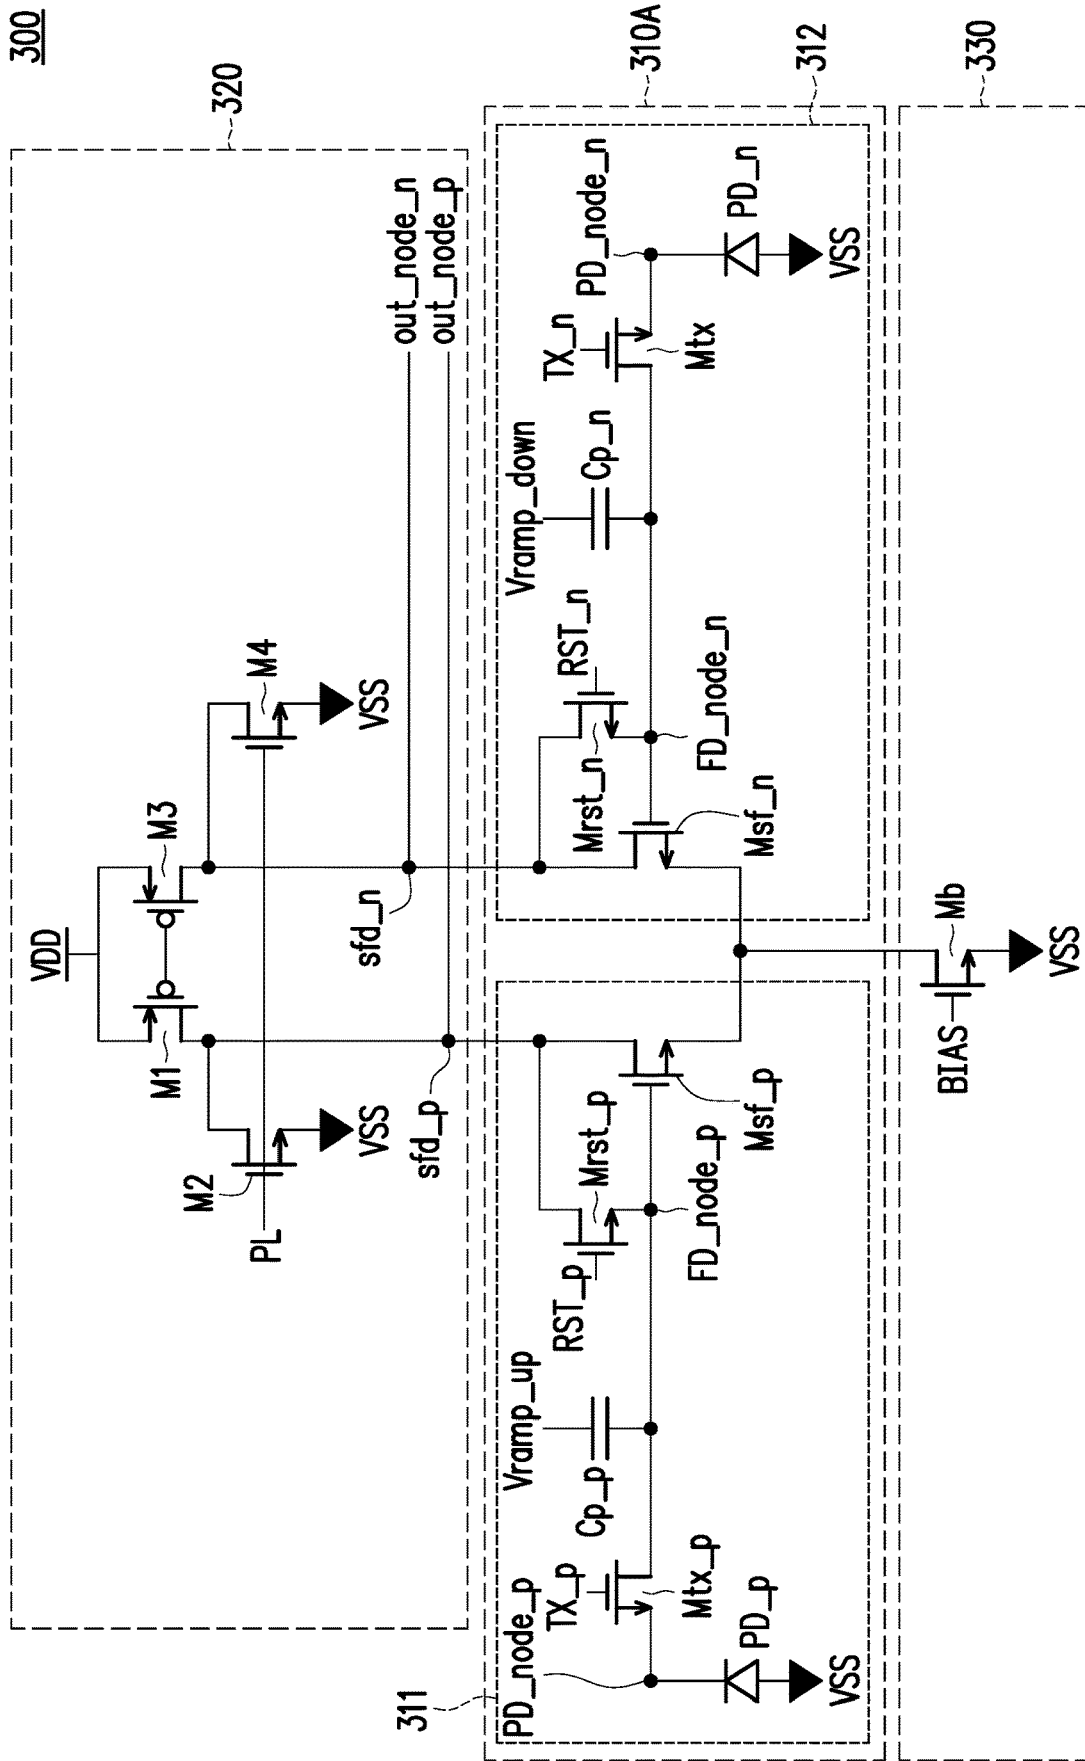 300
320
VDD
M1
M3
M2
M4
PL
VSS
VSS
sfd_p
sfd_n
out_node_n
out_node_p
310A
311
312
PD_node_p
TX_p
Mtx_p
PD_p
VSS
Vramp_up
Cp_p
RST_p
Mrst_p
FD_node_p
Msf_p
Msf_n
Mrst_n
RST_n
FD_node_n
Vramp_down
Cp_n
TX_n
Mtx
PD_node_n
PD_n
VSS
330
BIAS
Mb
VSS